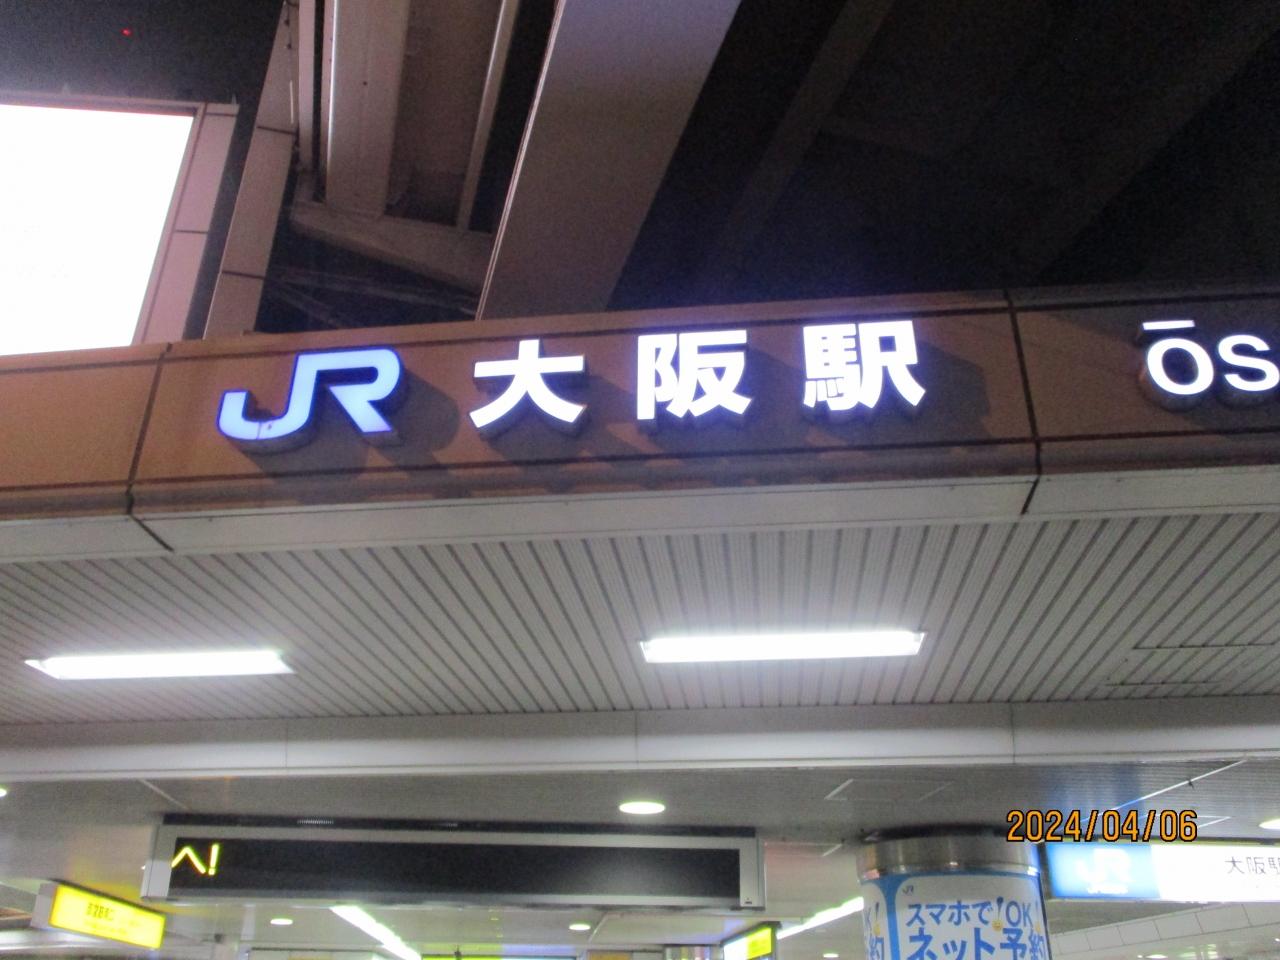 JR 大阪駅 ōs
へ!
2024/04/06
JR
大阪駅
スマホで OK!
ネット予約